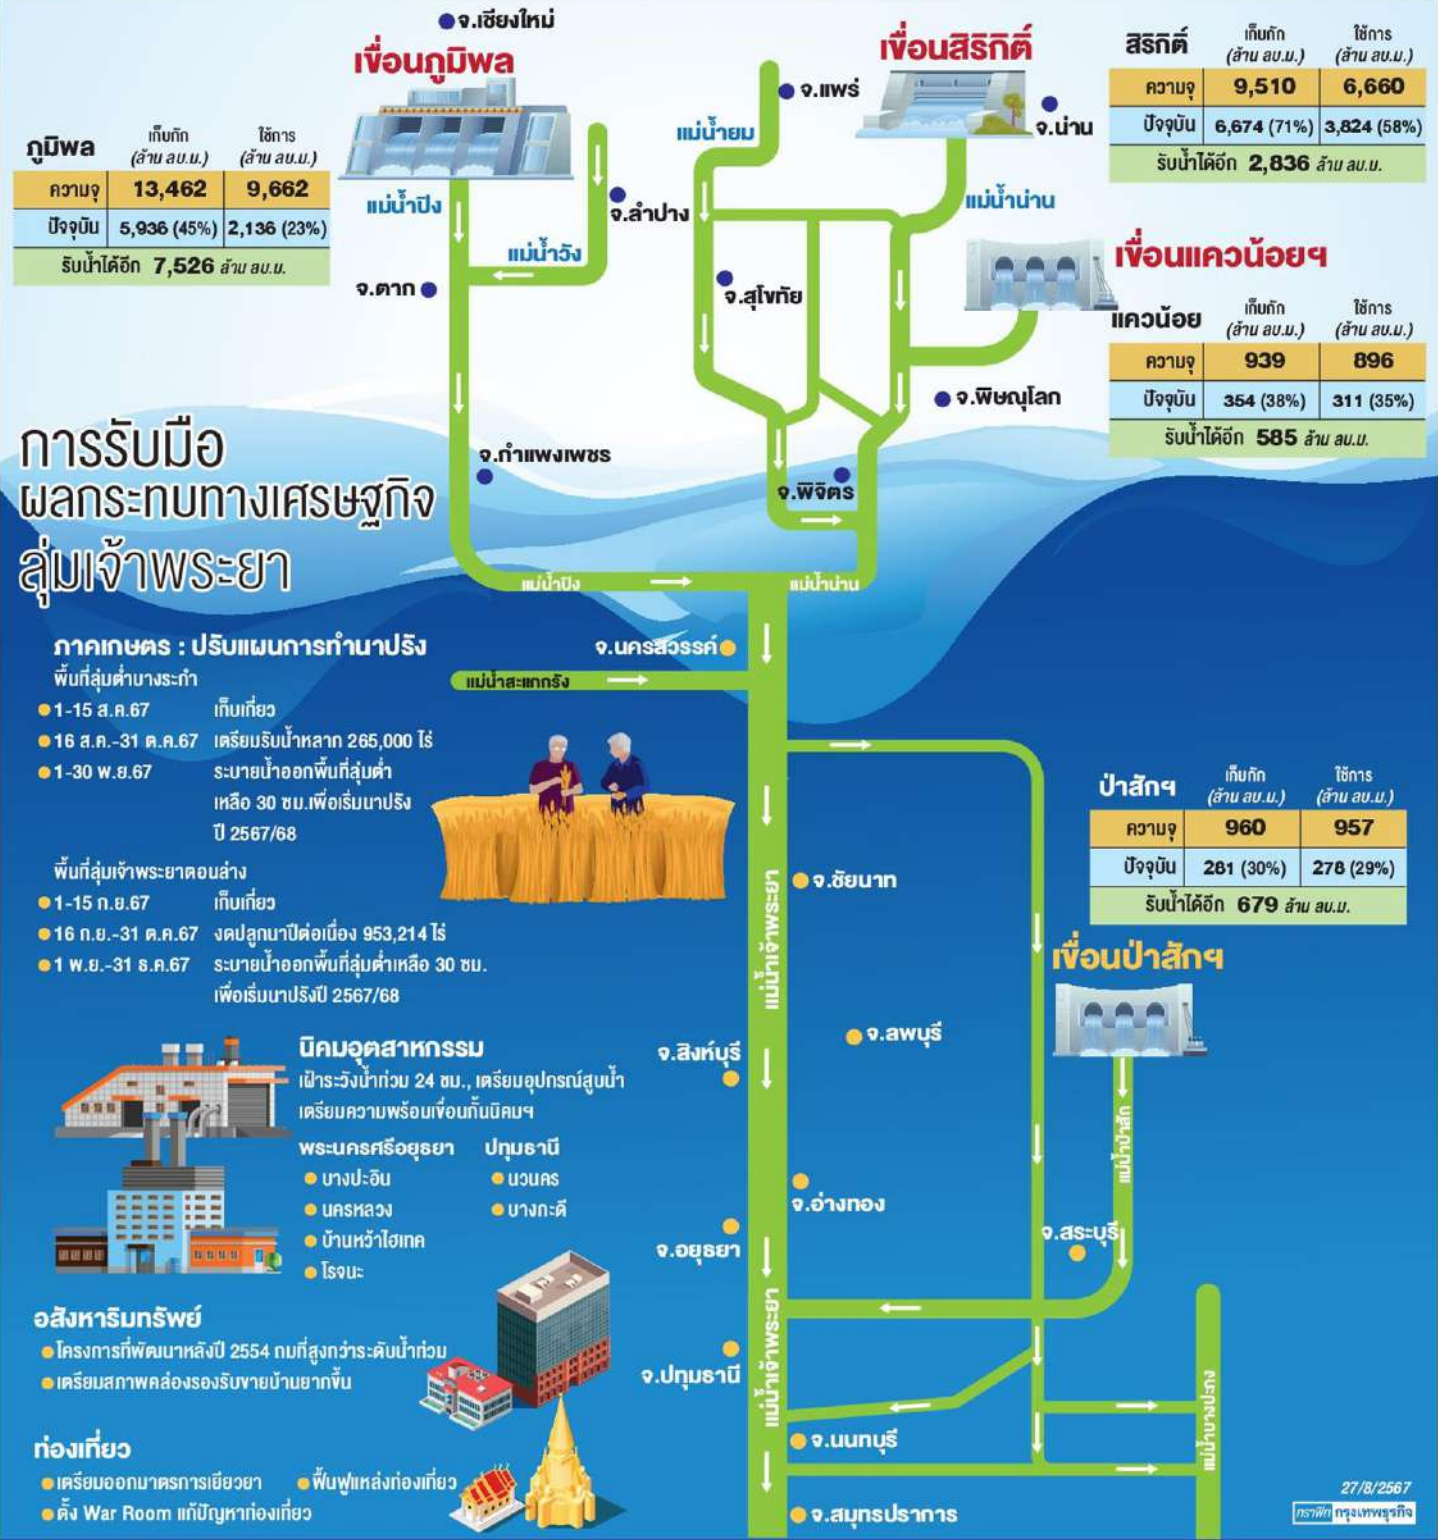 จ.เชียงใหม่
เขื่อนภูมิพล
เขื่อนสิริกิติ์
จ.แพร่
จ.น่าน
แม่น้ำยม
สิริกิติ์ เก็บกัก (ล้าน ลบ.ม.) ใช้การ (ล้าน ลบ.ม.)
ความจุ 9,510 6,660
ปัจจุบัน 6,674 (71%) 3,824 (58%)
รับน้ำได้อีก 2,836 ล้าน ลบ.ม.
ภูมิพล เก็บกัก (ล้าน ลบ.ม.) ใช้การ (ล้าน ลบ.ม.)
ความจุ 13,462 9,662
ปัจจุบัน 5,936 (45%) 2,136 (23%)
รับน้ำได้อีก 7,526 ล้าน ลบ.ม.
แม่น้ำปิง
จ.ลำปาง
แม่น้ำวัง
แม่น้ำน่าน
จ.ตาก
จ.สุโขทัย
เขื่อนแควน้อยฯ
แควน้อย เก็บกัก (ล้าน ลบ.ม.) ใช้การ (ล้าน ลบ.ม.)
ความจุ 939 896
ปัจจุบัน 354 (38%) 311 (35%)
รับน้ำได้อีก 585 ล้าน ลบ.ม.
จ.พิษณุโลก
จ.กำแพงเพชร
จ.พิจิตร
การรับมือ
ผลกระทบทางเศรษฐกิจ
ลุ่มเจ้าพระยา
แม่น้ำปิง
แม่น้ำน่าน
จ.นครสวรรค์
แม่น้ำสะแกกรัง
ภาคเกษตร : ปรับแผนการทำนาปรัง
พื้นที่ลุ่มต่ำบางระกำ
1-15 ส.ค.67 เก็บเกี่ยว
16 ส.ค.-31 ต.ค.67 เตรียมรับน้ำหลาก 265,000 ไร่
1-30 พ.ย.67 ระบายน้ำออกพื้นที่ลุ่มต่ำ
เหลือ 30 ซม.เพื่อเริ่มนาปรัง
ปี 2567/68
พื้นที่ลุ่มเจ้าพระยาตอนล่าง
1-15 ก.ย.67 เก็บเกี่ยว
16 ก.ย.-31 ต.ค.67 งดปลูกนาปีต่อเนื่อง 953,214 ไร่
1 พ.ย.-31 ธ.ค.67 ระบายน้ำออกพื้นที่ลุ่มต่ำเหลือ 30 ซม.
เพื่อเริ่มนาปรังปี 2567/68
ป่าสักฯ เก็บกัก (ล้าน ลบ.ม.) ใช้การ (ล้าน ลบ.ม.)
ความจุ 960 957
ปัจจุบัน 281 (30%) 278 (29%)
รับน้ำได้อีก 679 ล้าน ลบ.ม.
เขื่อนป่าสักฯ
จ.ชัยนาท
แม่น้ำเจ้าพระยา
จ.ลพบุรี
จ.สิงห์บุรี
แม่น้ำป่าสัก
จ.อ่างทอง
จ.สระบุรี
จ.อยุธยา
นิคมอุตสาหกรรม
เฝ้าระวังน้ำท่วม 24 ชม., เตรียมอุปกรณ์สูบน้ำ
เตรียมความพร้อมเขื่อนกั้นนิคมฯ
พระนครศรีอยุธยา ปทุมธานี
บางปะอิน นวนคร
นครหลวง บางกะดี
บ้านหว้าไฮเทค
โรจนะ
อสังหาริมทรัพย์
โครงการที่พัฒนาหลังปี 2554 ถมที่สูงกว่าระดับน้ำท่วม
เตรียมสภาพคล่องรองรับขายบ้านยากขึ้น
จ.ปทุมธานี
แม่น้ำเจ้าพระยา
แม่น้ำบางปะกง
จ.นนทบุรี
จ.สมุทรปราการ
ท่องเที่ยว
เตรียมออกมาตรการเยียวยา ฟื้นฟูแหล่งท่องเที่ยว
ตั้ง War Room แก้ปัญหาท่องเที่ยว
27/8/2567
กราฟิก กรุงเทพธุรกิจ